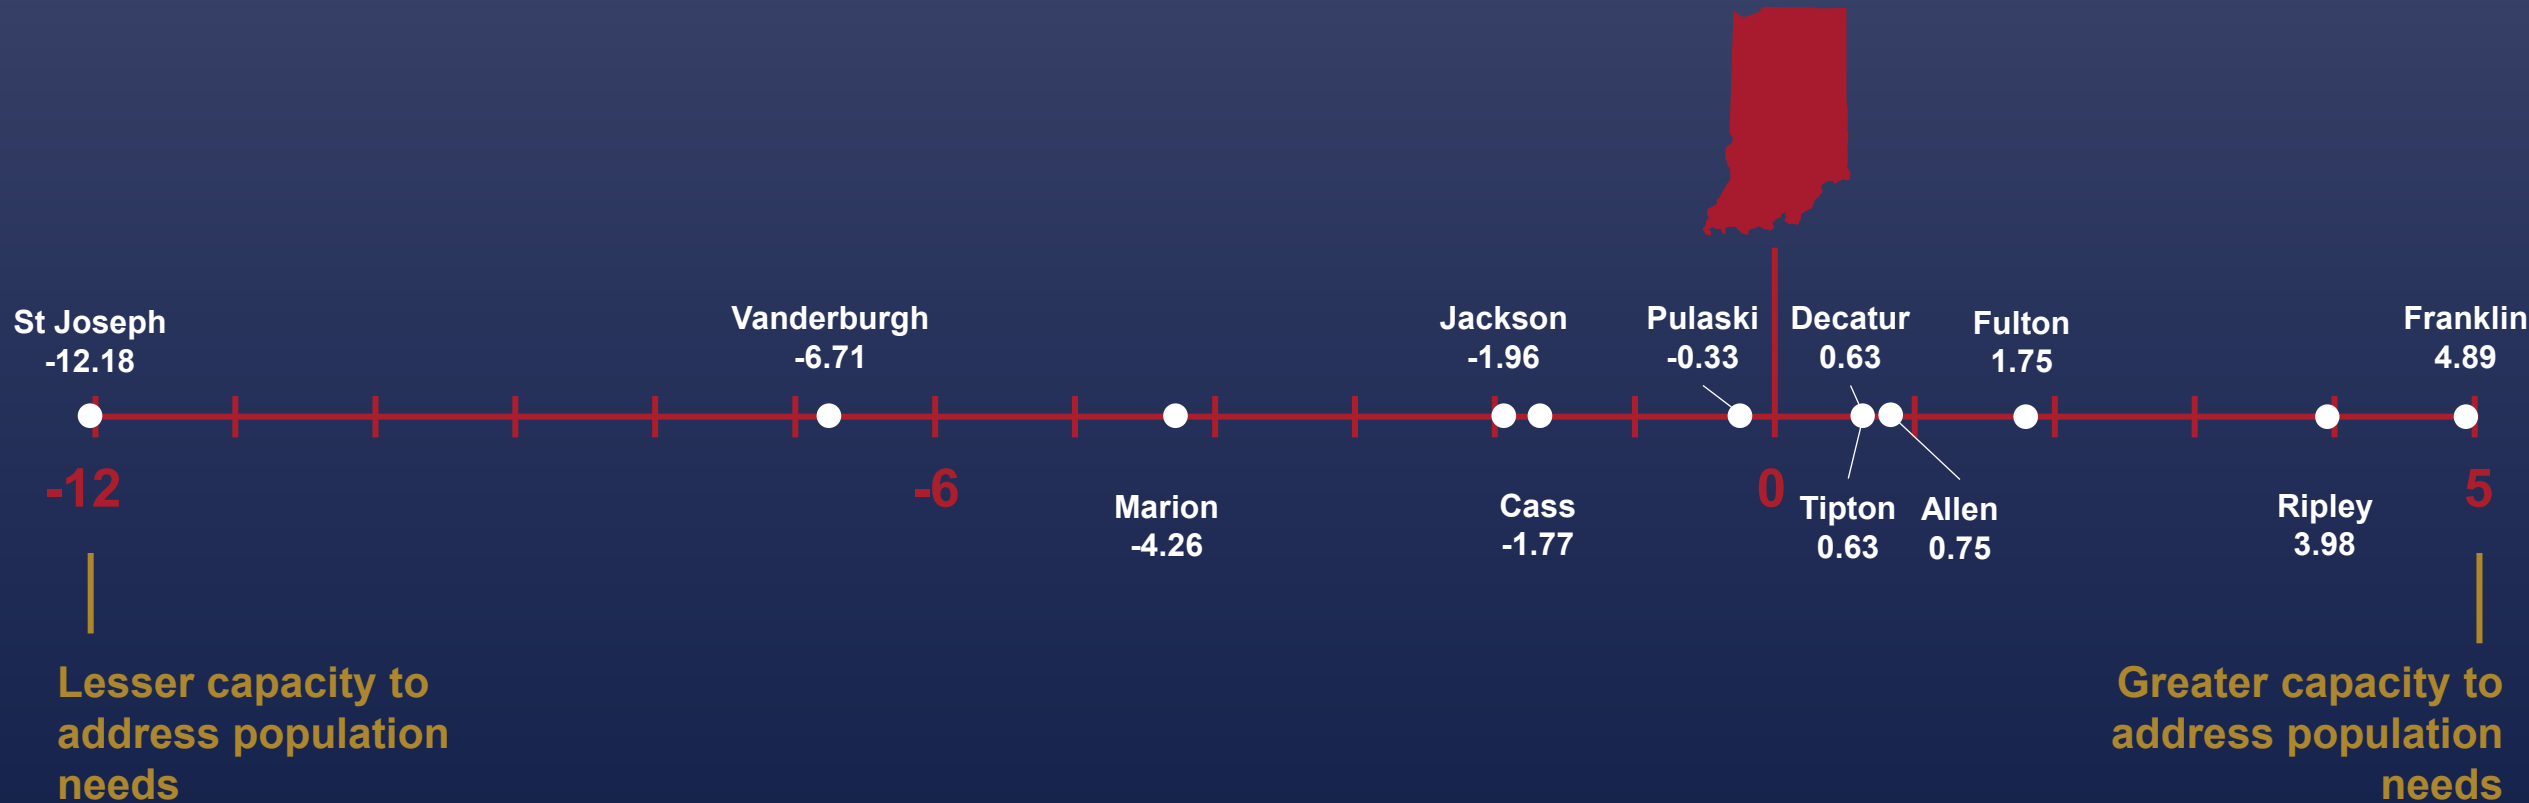 St Joseph
-12.18
Vanderburgh
-6.71
Jackson
-1.96
Pulaski
-0.33
Decatur
0.63
Fulton
1.75
Franklin
4.89
-12
-6
0
5
Marion
-4.26
Cass
-1.77
Tipton
0.63
Allen
0.75
Ripley
3.98
Lesser capacity to
address population
needs
Greater capacity to
address population
needs